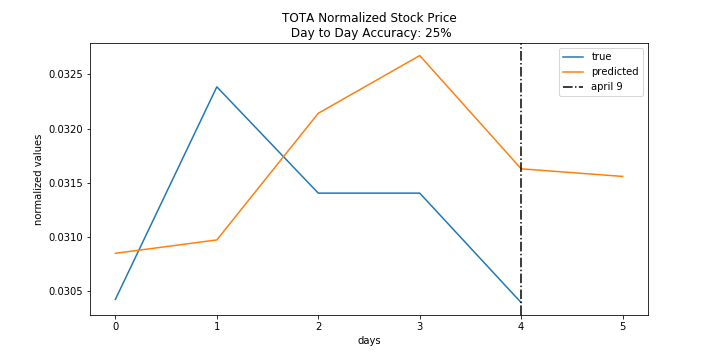 TOTA Normalized Stock Price
Day to Day Accuracy: 25%
true
predicted
april 9
normalized values
0.0325
0.0320
0.0315
0.0310
0.0305
0 1 2 3 4 5
days